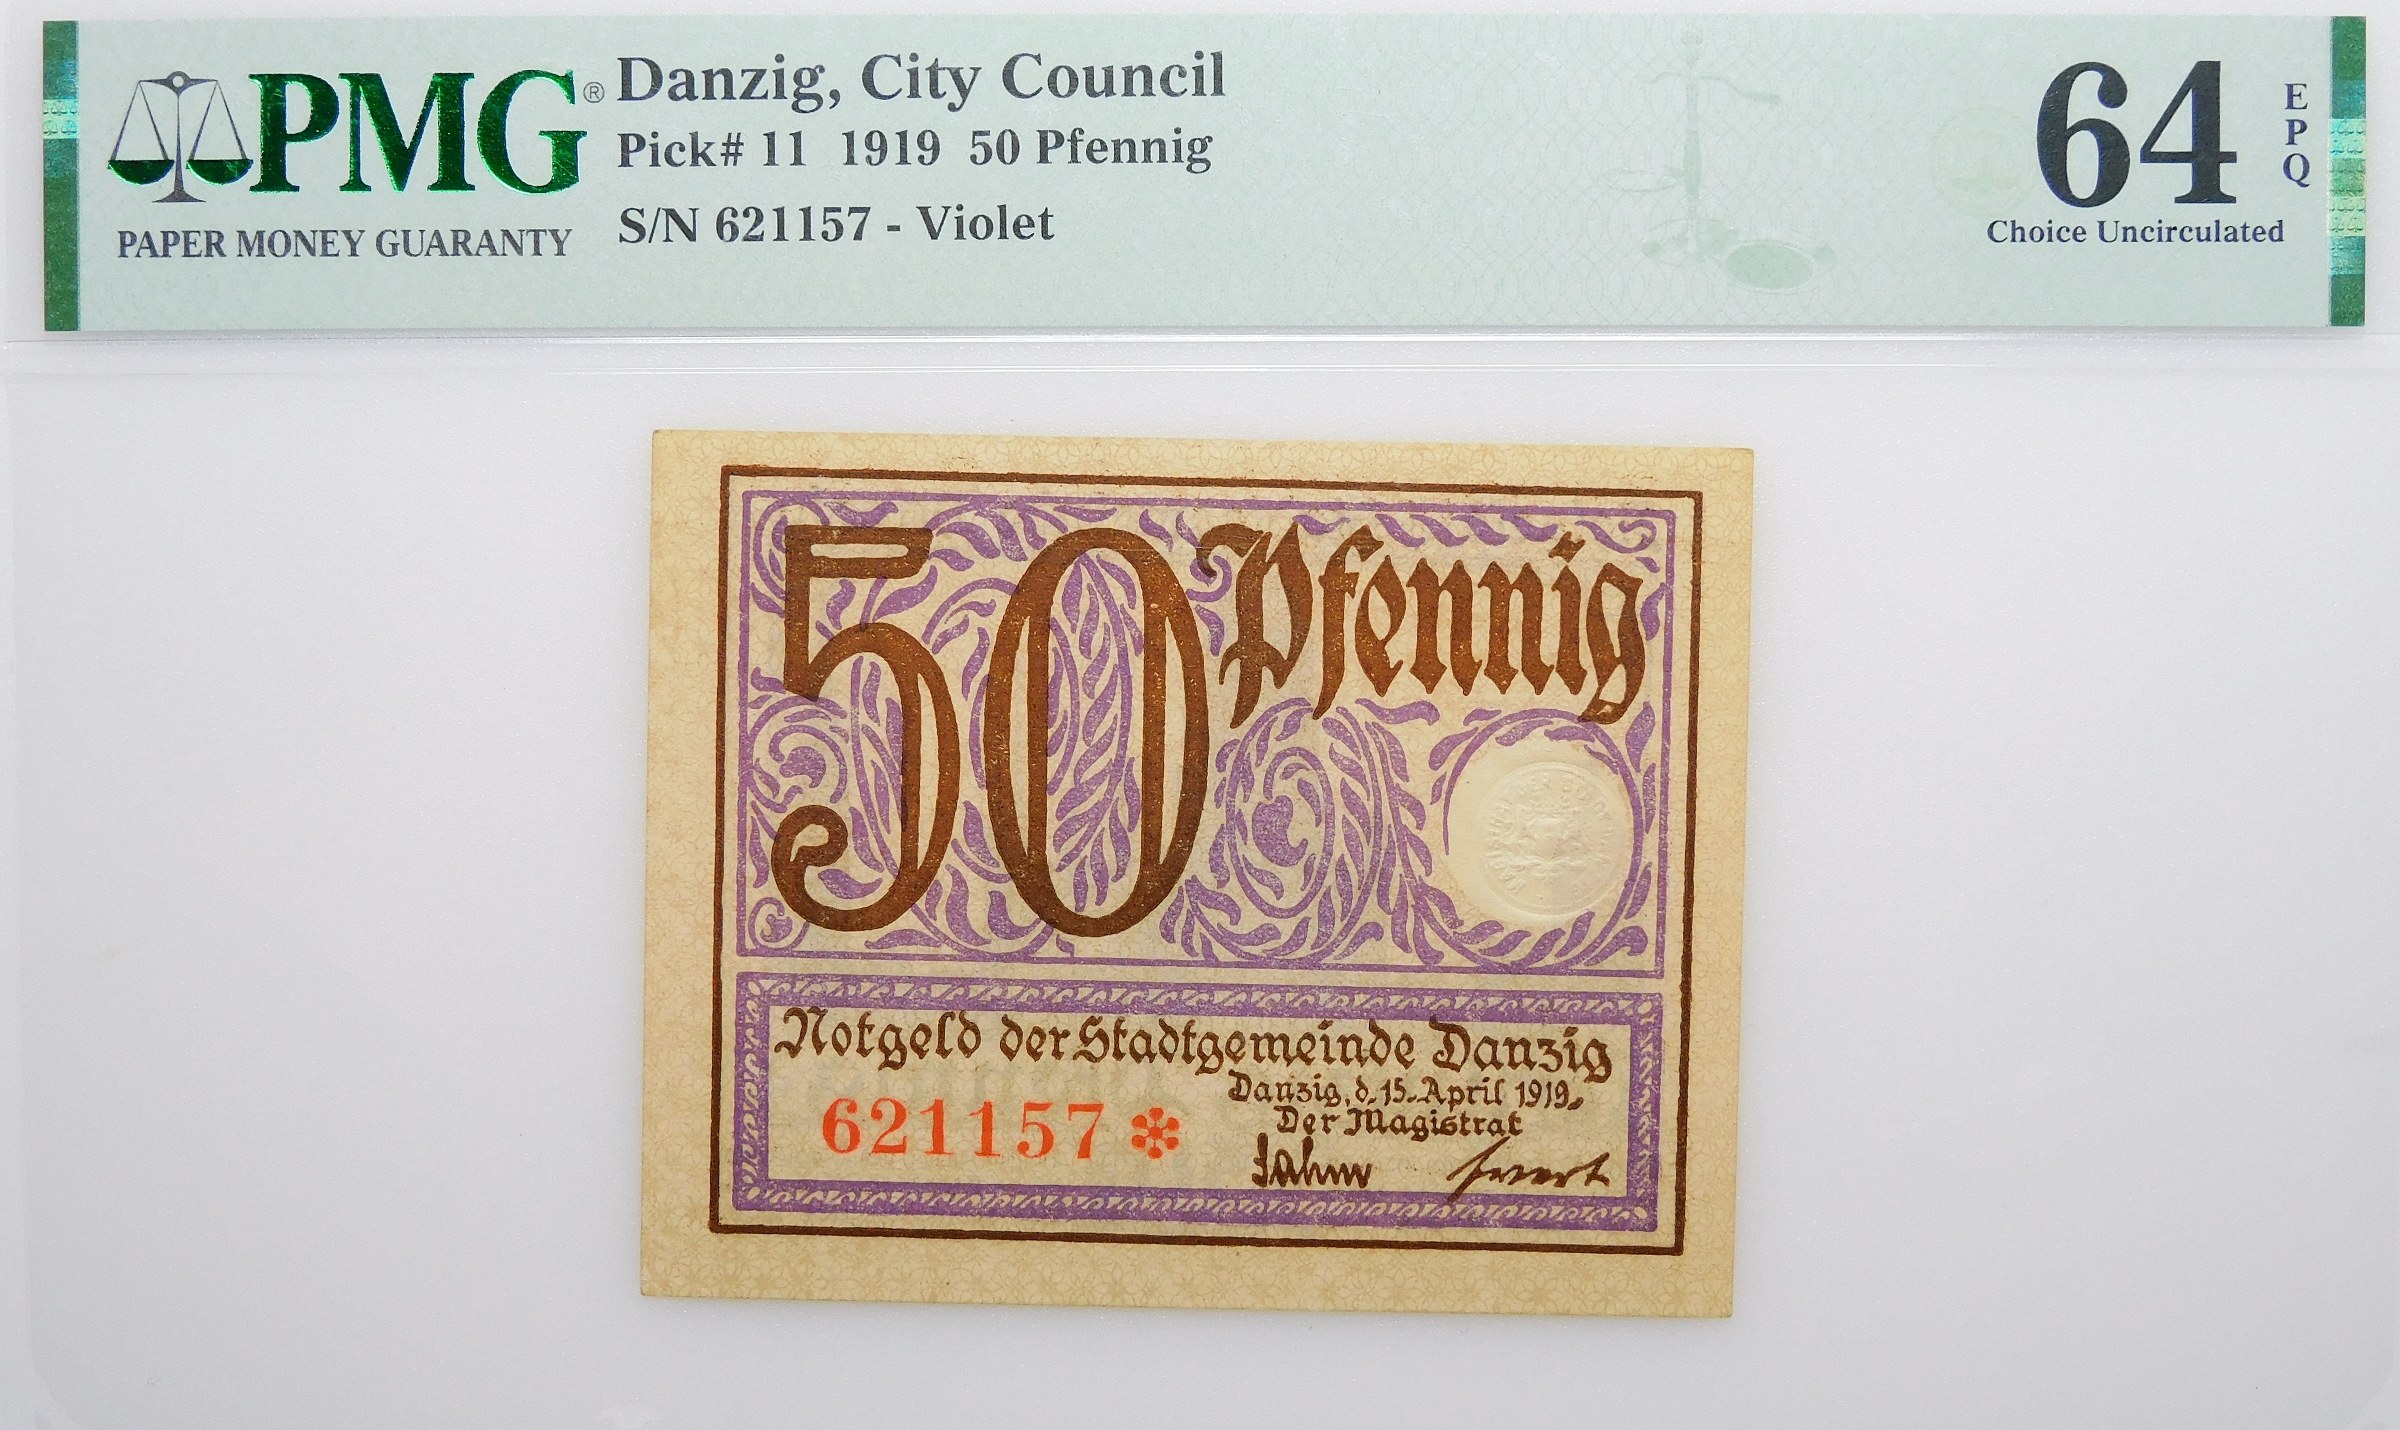 PMG®
PAPER MONEY GUARANTY
Danzig, City Council
Pick# 11 1919 50 Pfennig
S/N 621157 - Violet
64
EPQ
Choice Uncirculated
50 Pfennig
Notgeld der Stadtgemeinde Danzig
Danzig, d. 15. April 1919.
Der Magistrat
621157